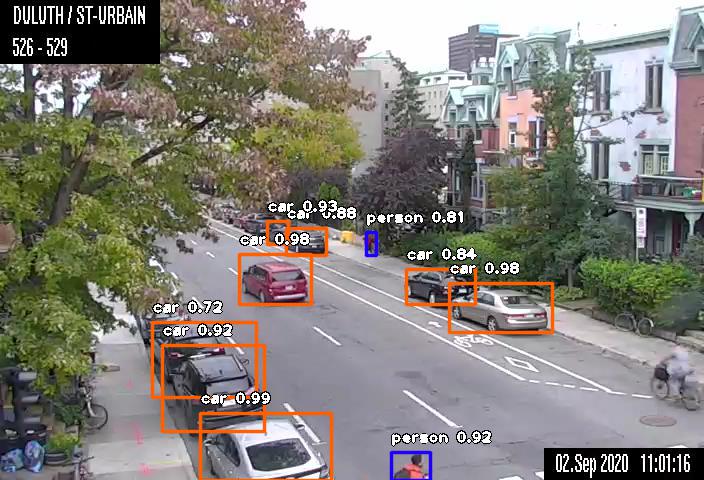 DULUTH / ST-URBAIN
526 - 529
car 0.93
car 0.88
person 0.81
car 0.98
car 0.84
car 0.98
car 0.72
car 0.92
car 0.99
person 0.92
02.Sep 2020 11:01:16